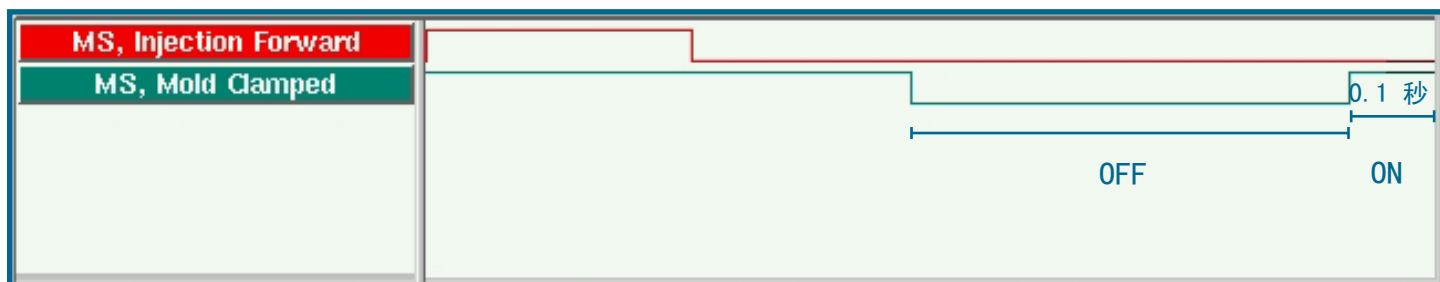 MS, Injection Forward
MS, Mold Clamped
0.1 秒
OFF
ON